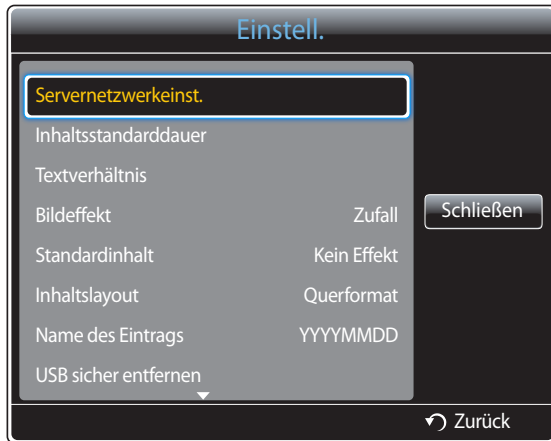 Einstell.
Servernetzwerkeinst.
Inhaltsstandarddauer
Textverhältnis
Bildeffekt Zufall
Standardinhalt Kein Effekt
Inhaltslayout Querformat
Name des Eintrags YYYYMMDD
USB sicher entfernen
Schließen
Zurück